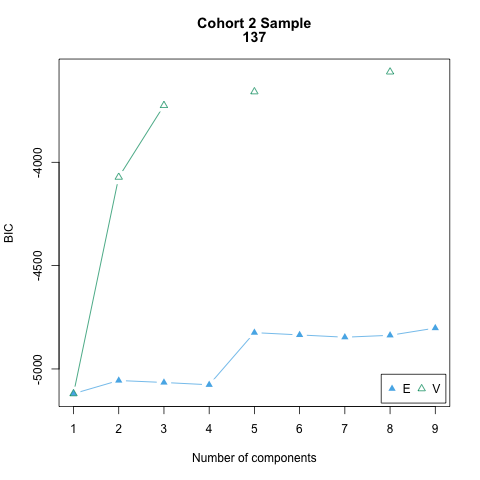 Cohort 2 Sample
137
BIC
-4000
-4500
-5000
E V
1 2 3 4 5 6 7 8 9
Number of components